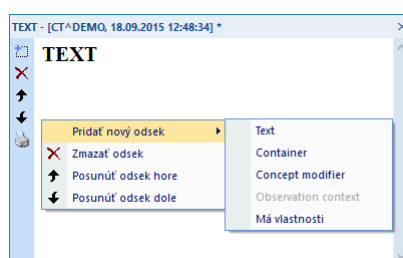 TEXT - [CT^DEMO, 18.09.2015 12:48:34] *
TEXT
Pridať nový odsek
Zmazať odsek
Posunúť odsek hore
Posunúť odsek dole
Text
Container
Concept modifier
Observation context
Má vlastnosti